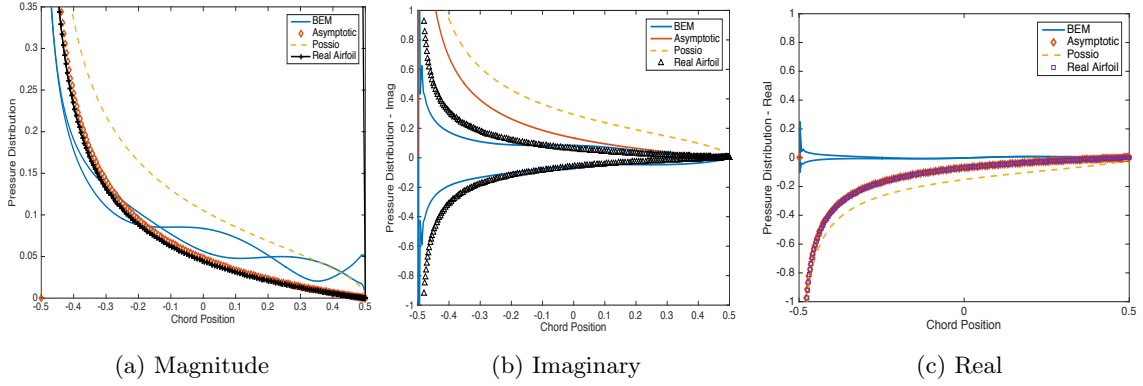 0.35
0.3
0.25
0.2
0.15
0.1
0.05
0
Pressure Distribution
-0.5 -0.4 -0.3 -0.2 -0.1 0 0.1 0.2 0.3 0.4 0.5
Chord Position
BEM
Asymptotic
Possio
Real Airfoil
(a) Magnitude
1
0.8
0.6
0.4
0.2
0
-0.2
-0.4
-0.6
-0.8
-1
Pressure Distribution - Imag
-0.5 -0.4 -0.3 -0.2 -0.1 0 0.1 0.2 0.3 0.4 0.5
Chord Position
BEM
Asymptotic
Possio
Real Airfoil
(b) Imaginary
1
0.8
0.6
0.4
0.2
0
-0.2
-0.4
-0.6
-0.8
-1
Pressure Distribution - Real
-0.5 0 0.5
Chord Position
BEM
Asymptotic
Possio
Real Airfoil
(c) Real